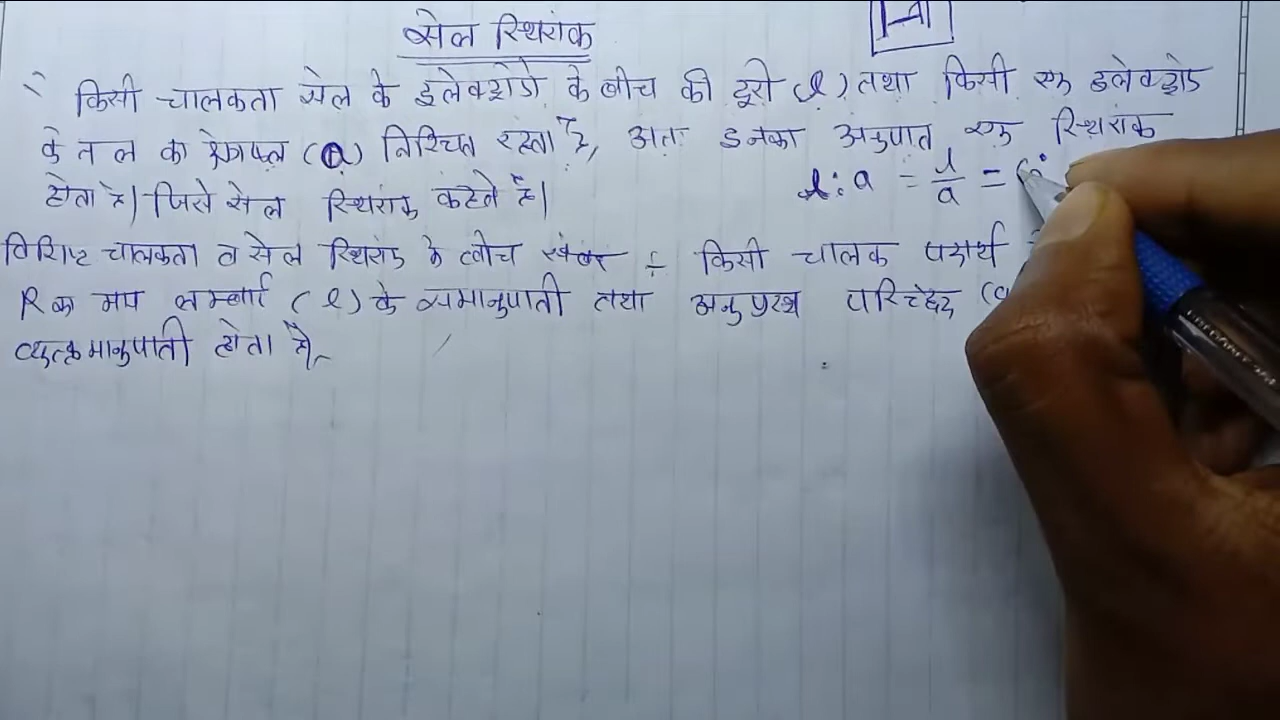 सेल स्थिरांक
किसी चालकता सेल के इलेक्ट्रोडो के बीच की दूरी (l) तथा किसी एक इलेक्ट्रोड
के तल का क्षेत्रफल (a) निश्चित रहता है, अतः इनका अनुपात एक स्थिरांक
होता है। जिसे सेल स्थिरांक कहते है। l : a = l/a =
विशिष्ट चालकता व सेल स्थिरांक के बीच संबंध ÷ किसी चालक पदार्थ
R का मान लम्बाई (l) के समानुपाती तथा अनुप्रस्थ परिच्छेद (a
व्युत्क्रमानुपाती होता है,